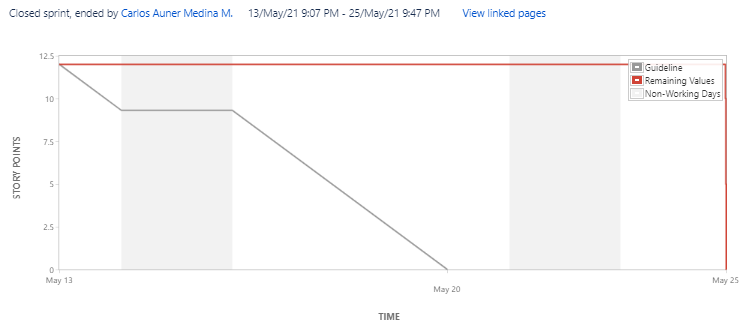 Closed sprint, ended by Carlos Auner Medina M. 13/May/21 9:07 PM - 25/May/21 9:47 PM View linked pages
12.5
Guideline
Remaining Values
Non-Working Days
10
7.5
5
2.5
0
STORY POINTS
May 13
May 20
May 25
TIME